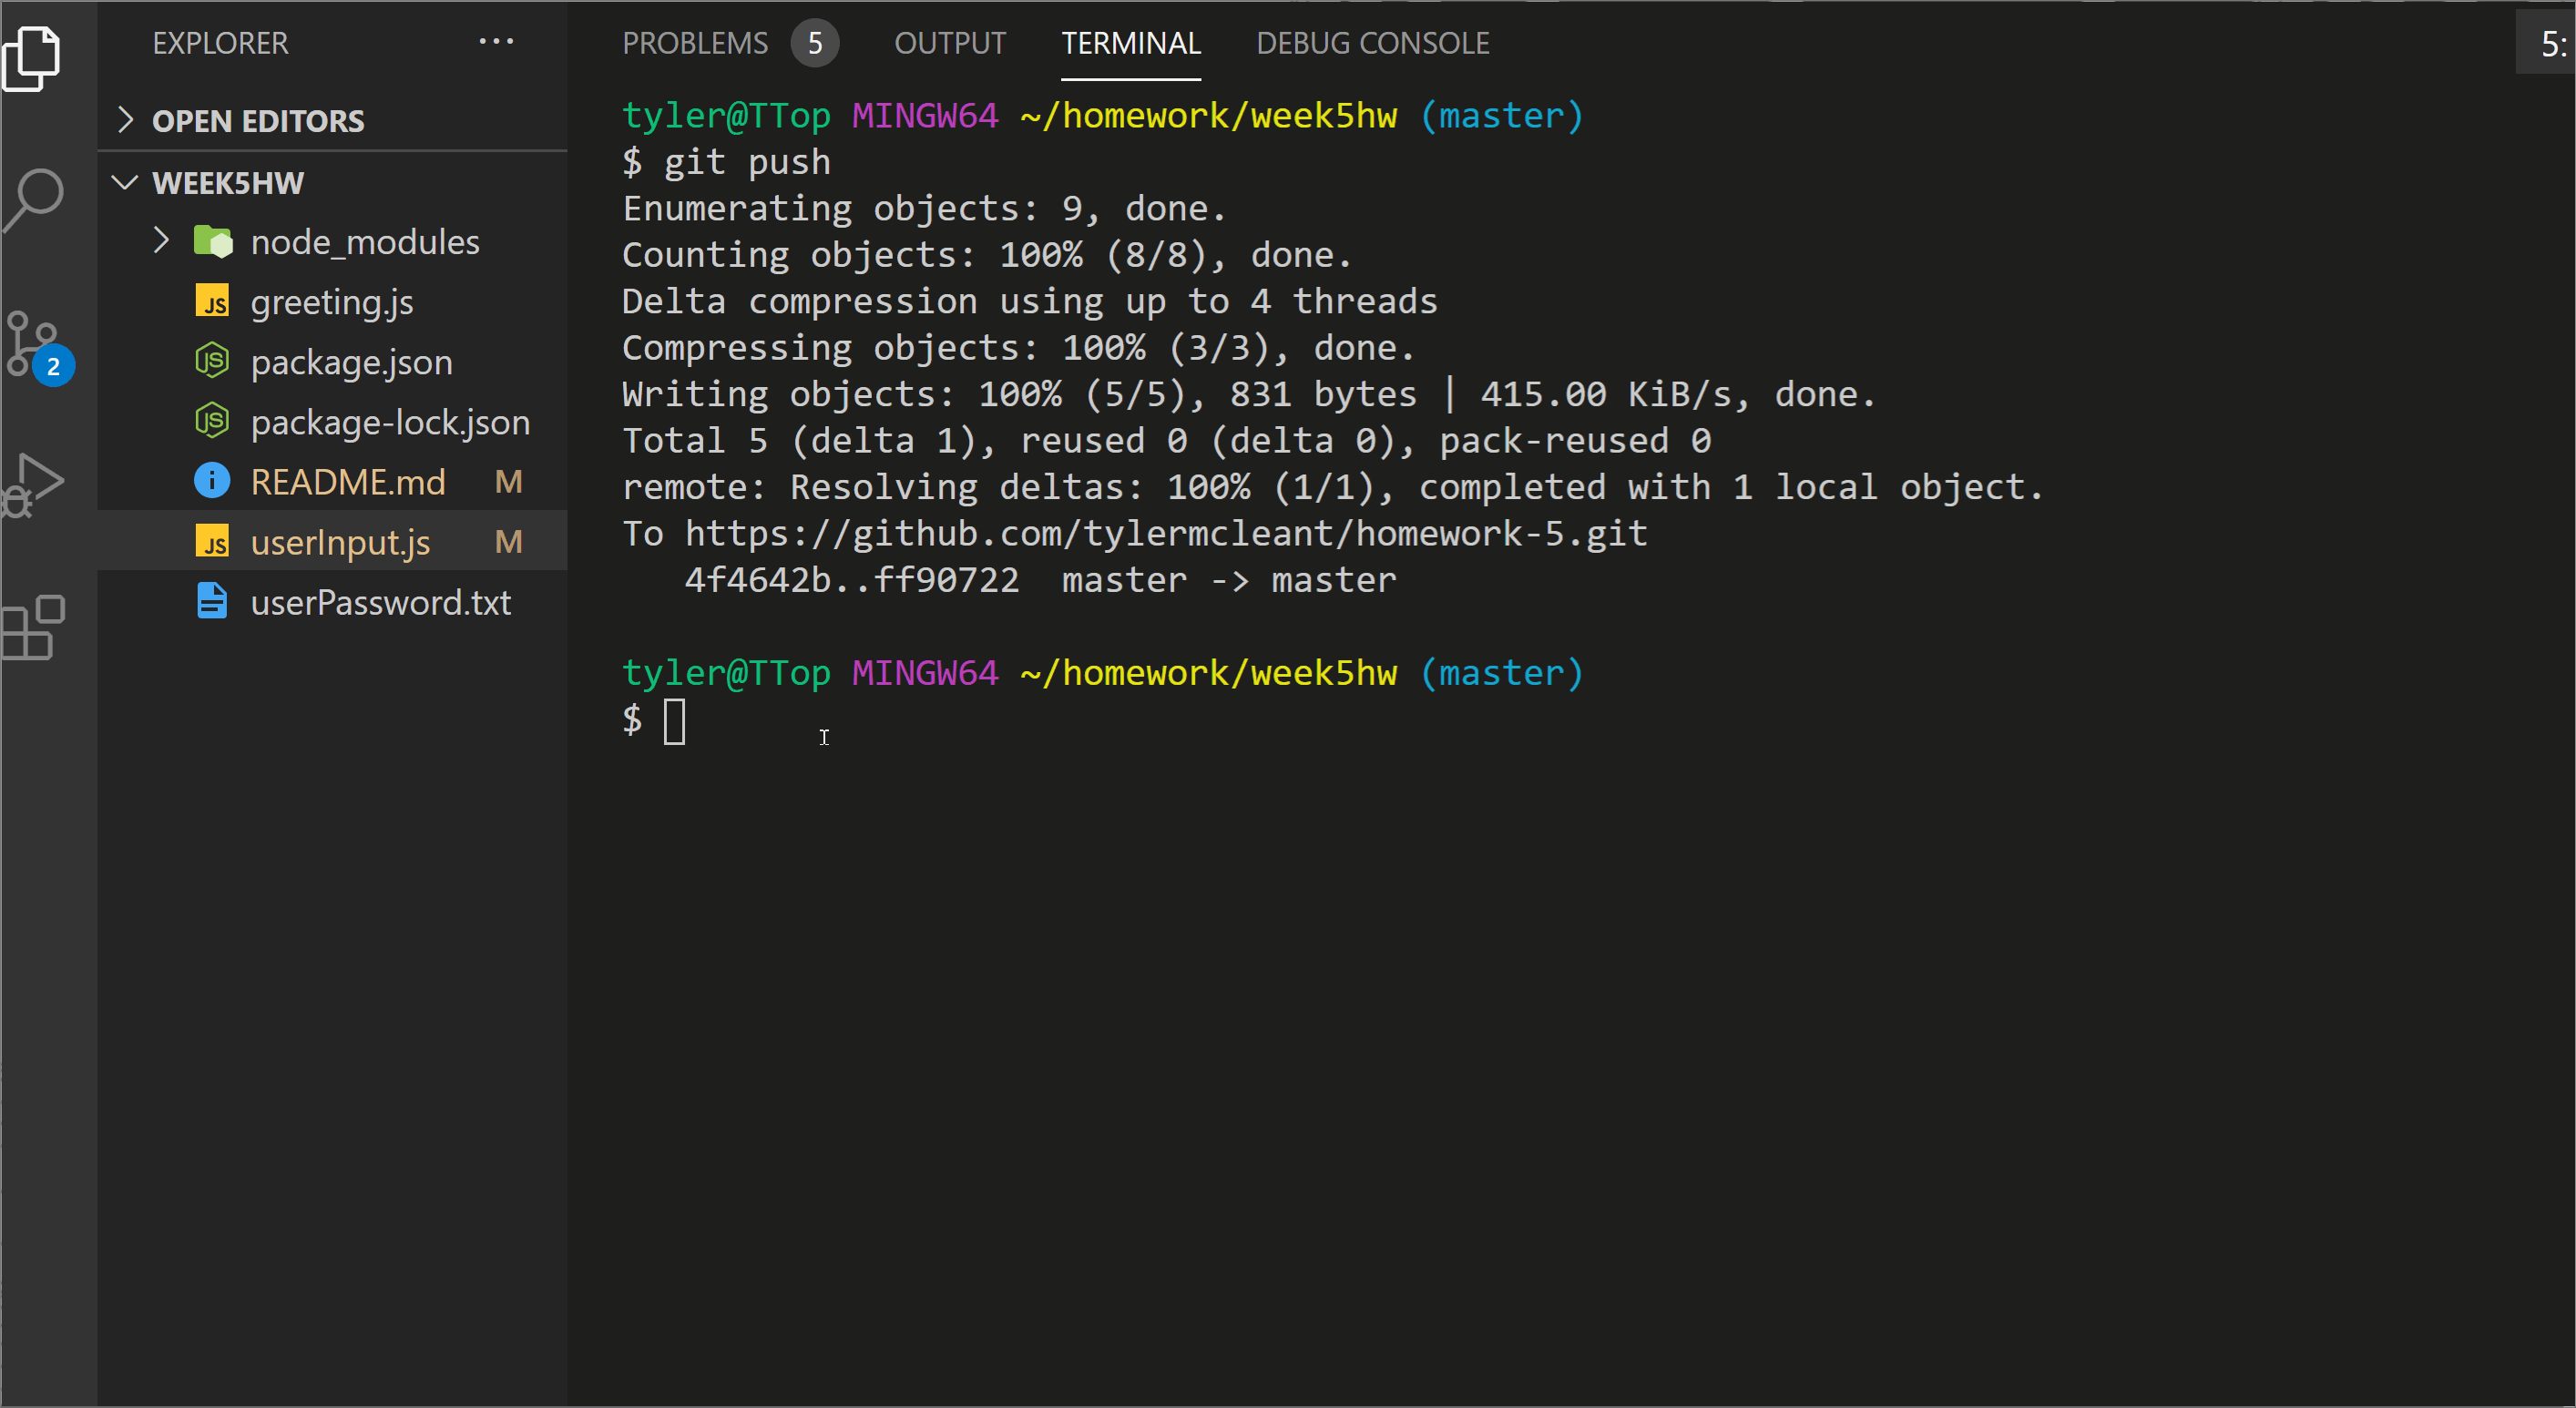 EXPLORER ...
OPEN EDITORS
WEEK5HW
node_modules
JS greeting.js
JS package.json
JS package-lock.json
i README.md M
JS userInput.js M
userPassword.txt
2
PROBLEMS 5 OUTPUT TERMINAL DEBUG CONSOLE 5:
tyler@TTop MINGW64 ~/homework/week5hw (master)
$ git push
Enumerating objects: 9, done.
Counting objects: 100% (8/8), done.
Delta compression using up to 4 threads
Compressing objects: 100% (3/3), done.
Writing objects: 100% (5/5), 831 bytes | 415.00 KiB/s, done.
Total 5 (delta 1), reused 0 (delta 0), pack-reused 0
remote: Resolving deltas: 100% (1/1), completed with 1 local object.
To https://github.com/tylermcleant/homework-5.git
   4f4642b..ff90722  master -> master
tyler@TTop MINGW64 ~/homework/week5hw (master)
$